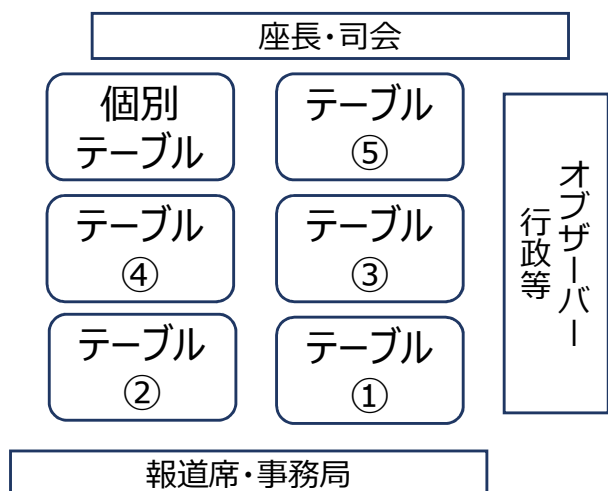 座長・司会
個別
テーブル
テーブル
⑤
テーブル
④
テーブル
③
テーブル
②
テーブル
①
オブザーバー
行政等
報道席・事務局